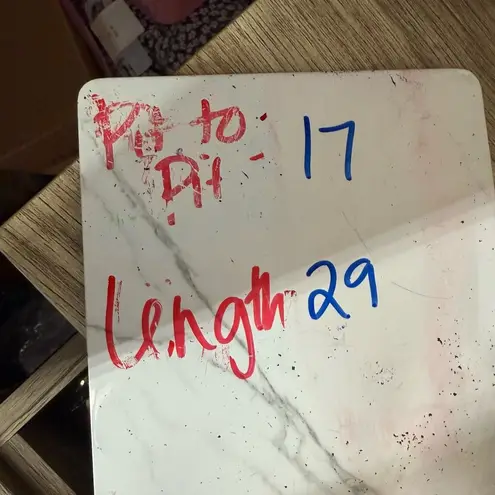 Pit to 17
Pit -
Length 29